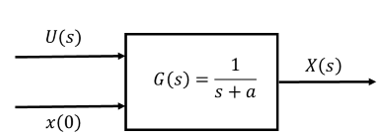 U(s)
G(s) = 1/(s + a)
X(s)
x(0)